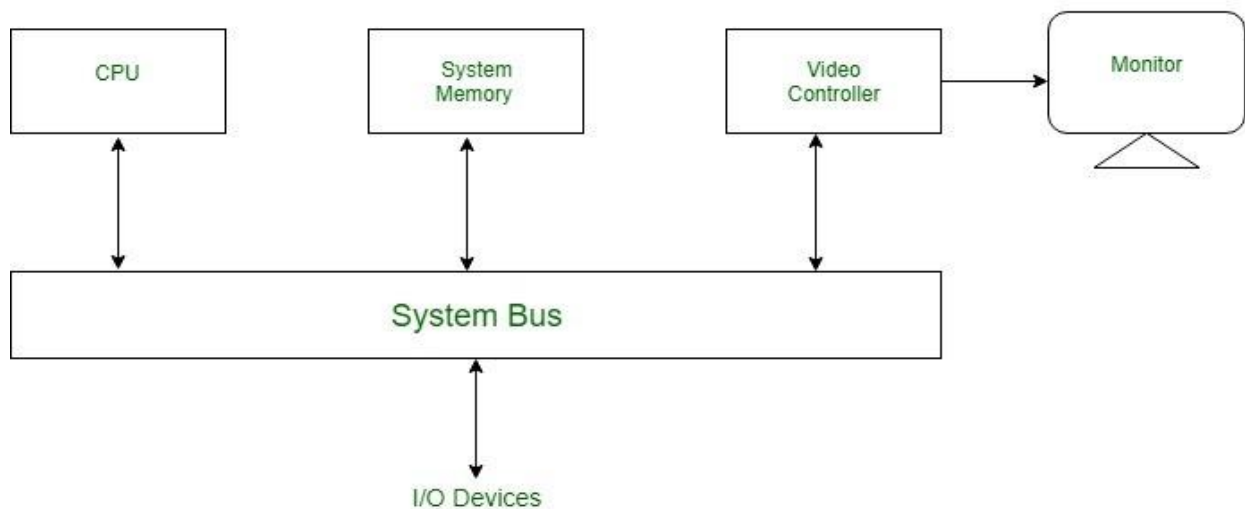 CPU
System
Memory
Video
Controller
Monitor
System Bus
I/O Devices